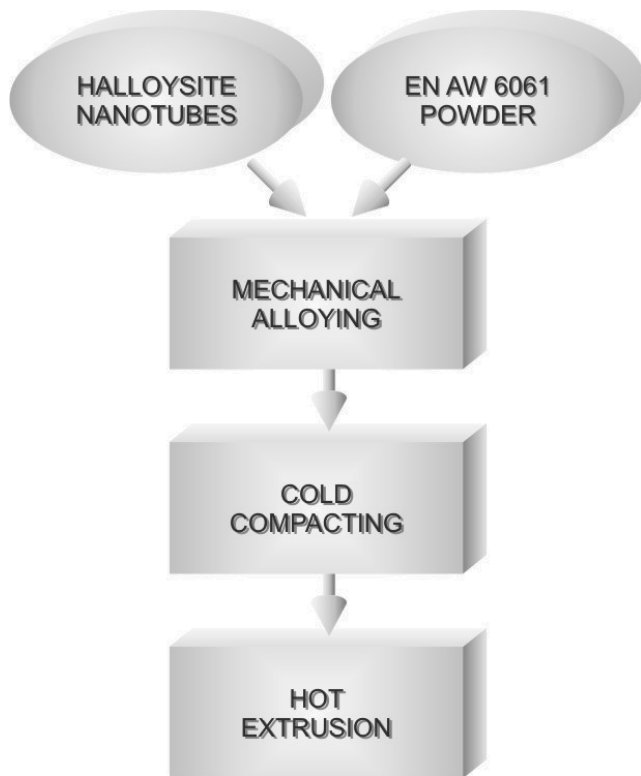 HALLOYSITE
NANOTUBES
EN AW 6061
POWDER
MECHANICAL
ALLOYING
COLD
COMPACTING
HOT
EXTRUSION